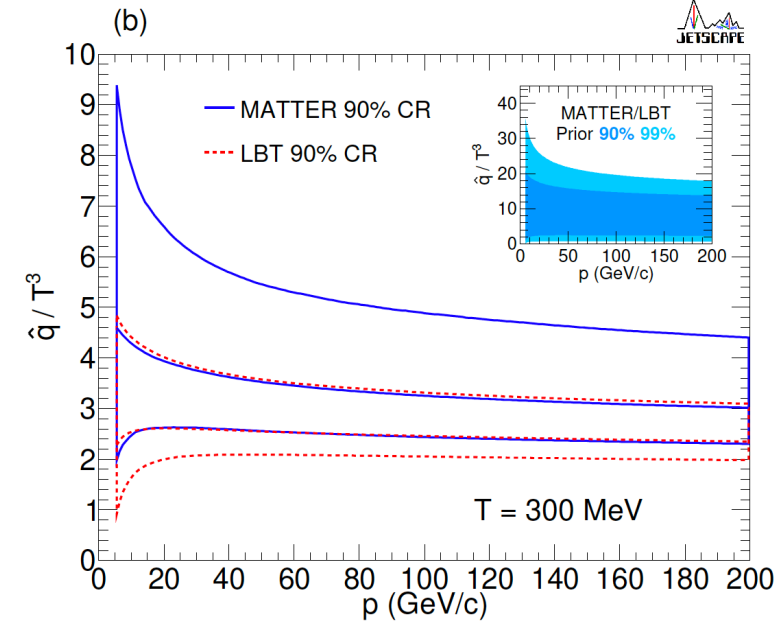 (b)
JETSCAPE
10
9
8
7
6
5
4
3
2
1
0
q̂ / T³
MATTER 90% CR
LBT 90% CR
40
30
20
10
0
q̂ / T³
MATTER/LBT
Prior 90% 99%
0 50 100 150 200
p (GeV/c)
T = 300 MeV
0 20 40 60 80 100 120 140 160 180 200
p (GeV/c)